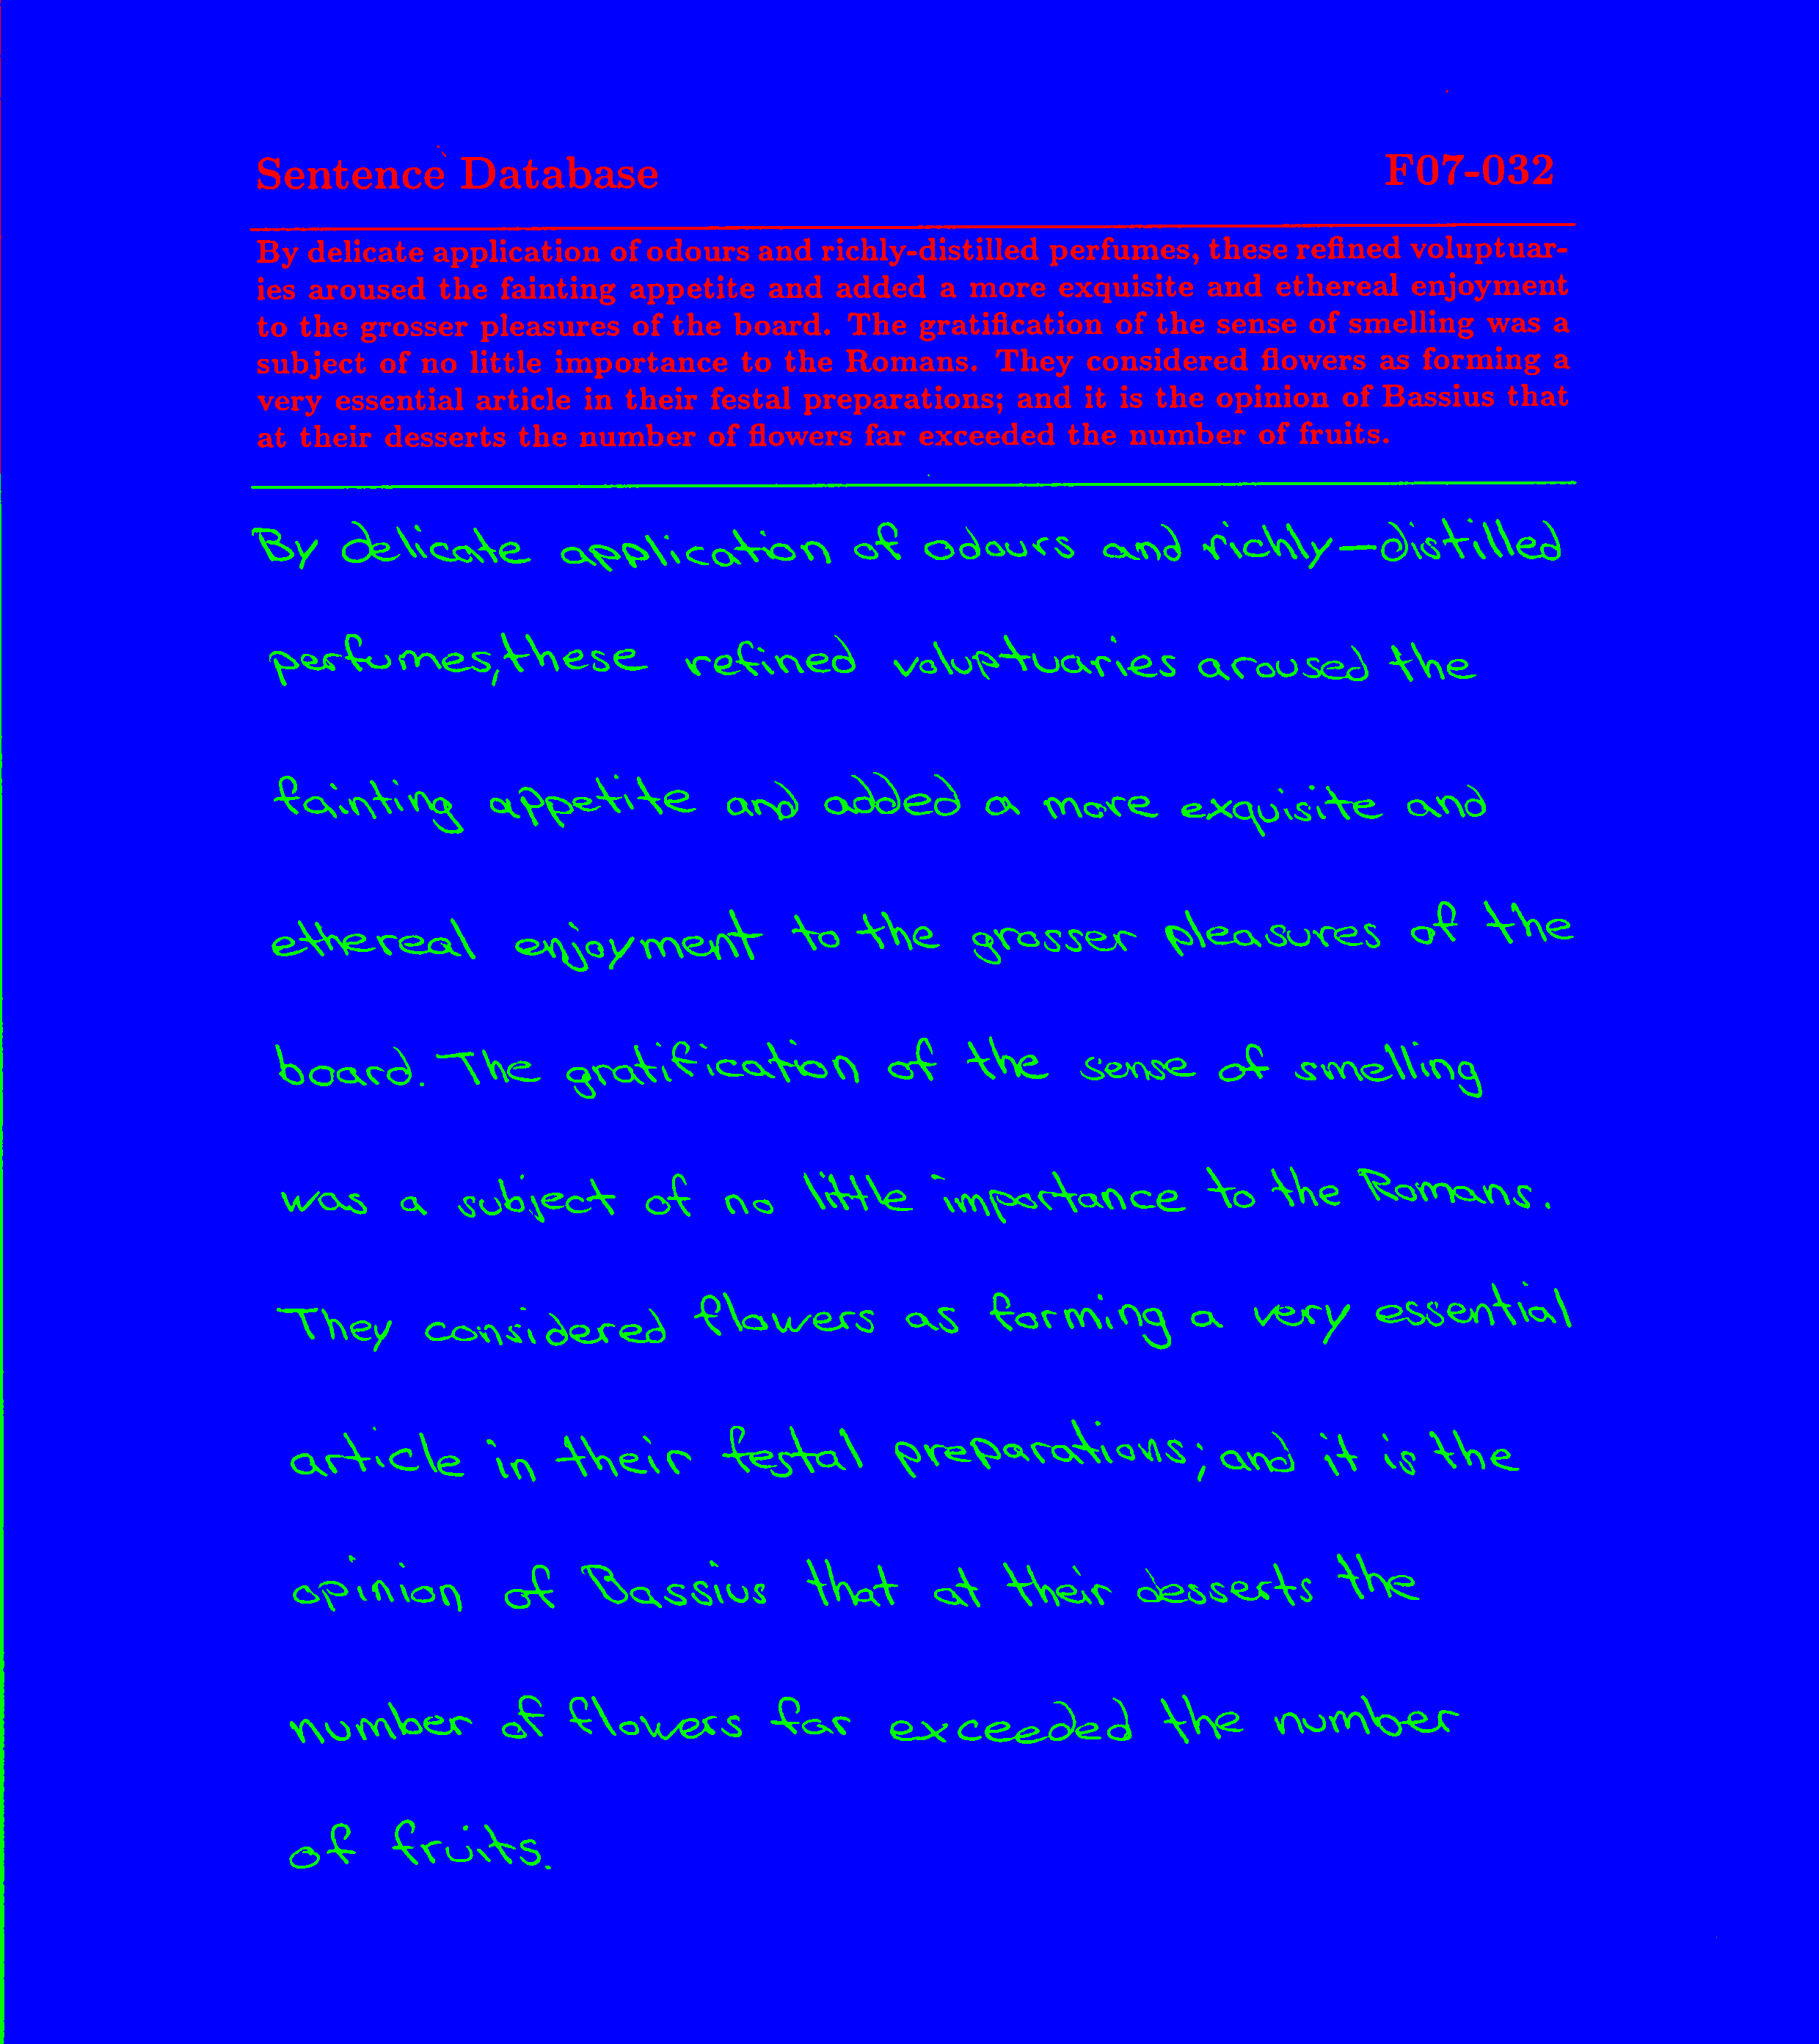 Sentence Database F07-032
By delicate application of odours and richly-distilled perfumes, these refined voluptuar-
ies aroused the fainting appetite and added a more exquisite and ethereal enjoyment
to the grosser pleasures of the board. The gratification of the sense of smelling was a
subject of no little importance to the Romans. They considered flowers as forming a
very essential article in their festal preparations; and it is the opinion of Bassius that
at their desserts the number of flowers far exceeded the number of fruits.
By delicate application of odours and richly-distilled
perfumes, these refined voluptuaries aroused the
fainting appetite and added a more exquisite and
ethereal enjoyment to the grosser pleasures of the
board. The gratification of the sense of smelling
was a subject of no little importance to the Romans.
They considered flowers as forming a very essential
article in their festal preparations; and it is the
opinion of Bassius that at their desserts the
number of flowers far exceeded the number
of fruits.